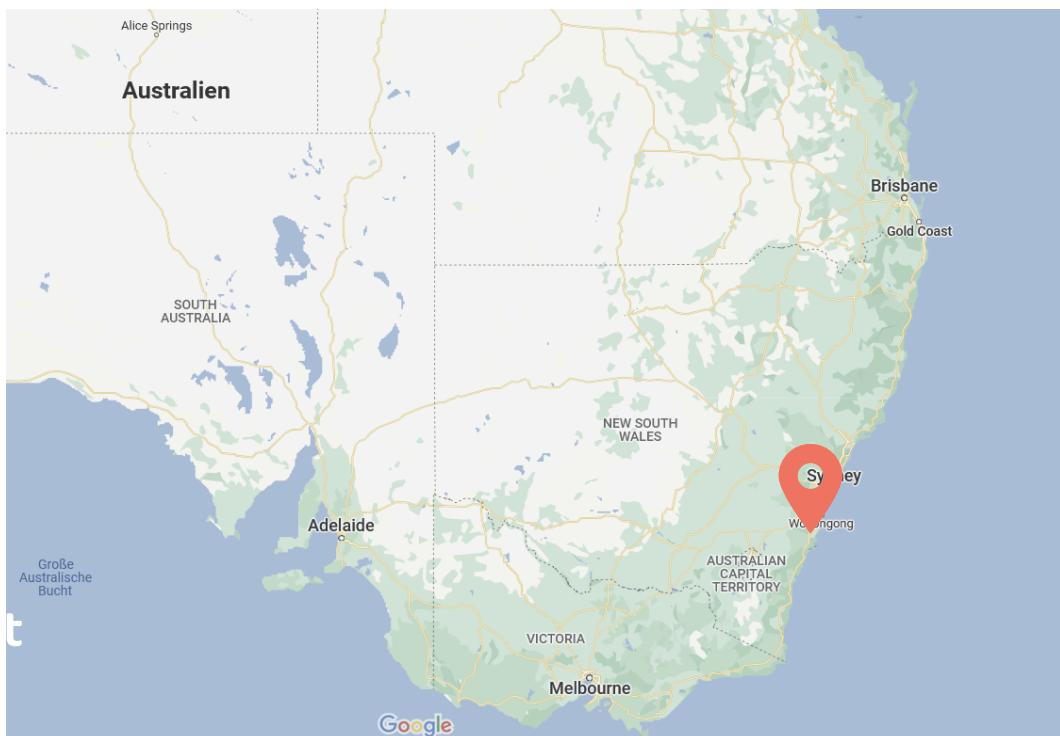 Alice Springs
Australien
Brisbane
Gold Coast
SOUTH
AUSTRALIA
NEW SOUTH
WALES
Adelaide
Große
Australische
Bucht
AUSTRALIAN
CAPITAL
TERRITORY
t
VICTORIA
Melbourne
Google